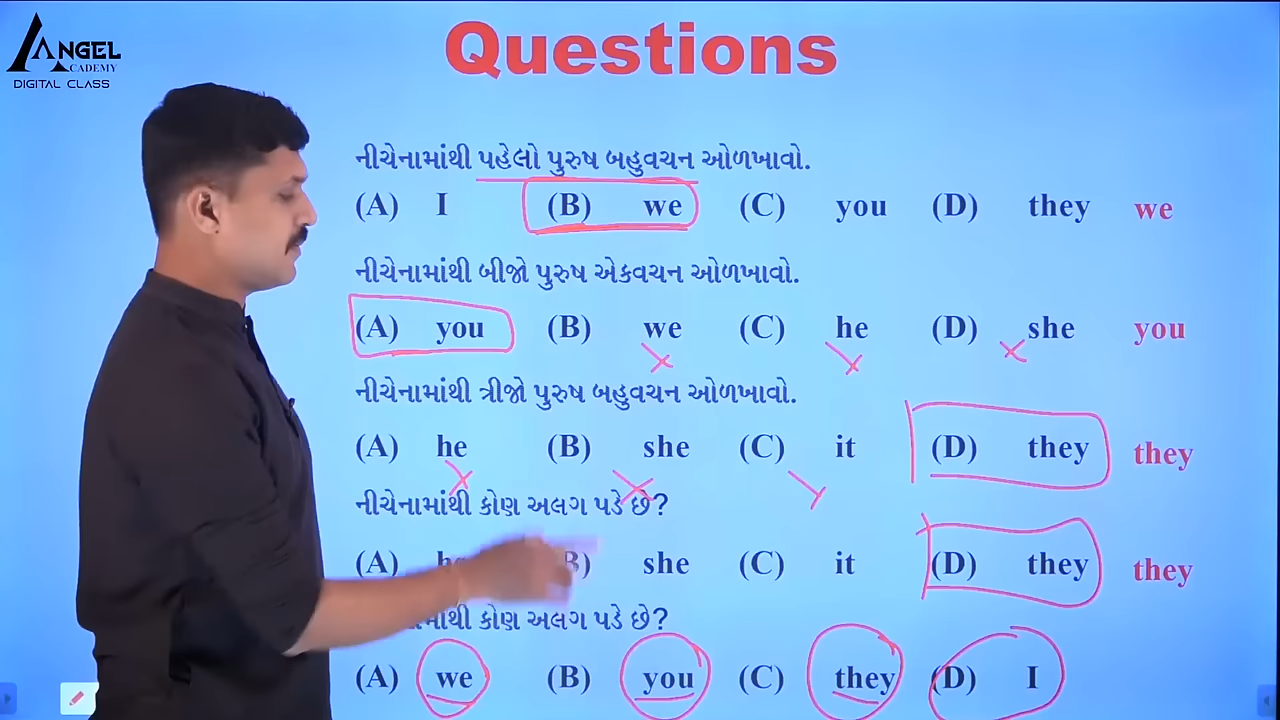 ANGEL
ACADEMY
DIGITAL CLASS
Questions
નીચેનામાંથી પહેલો પુરુષ બહુવચન ઓળખાવો.
(A) I (B) we (C) you (D) they we
નીચેનામાંથી બીજો પુરુષ એકવચન ઓળખાવો.
(A) you (B) we (C) he (D) she you
નીચેનામાંથી ત્રીજો પુરુષ બહુવચન ઓળખાવો.
(A) he (B) she (C) it (D) they they
નીચેનામાંથી કોણ અલગ પડે છે?
(A) (B) she (C) it (D) they they
કોણ અલગ પડે છે?
(A) we (B) you (C) they (D) I